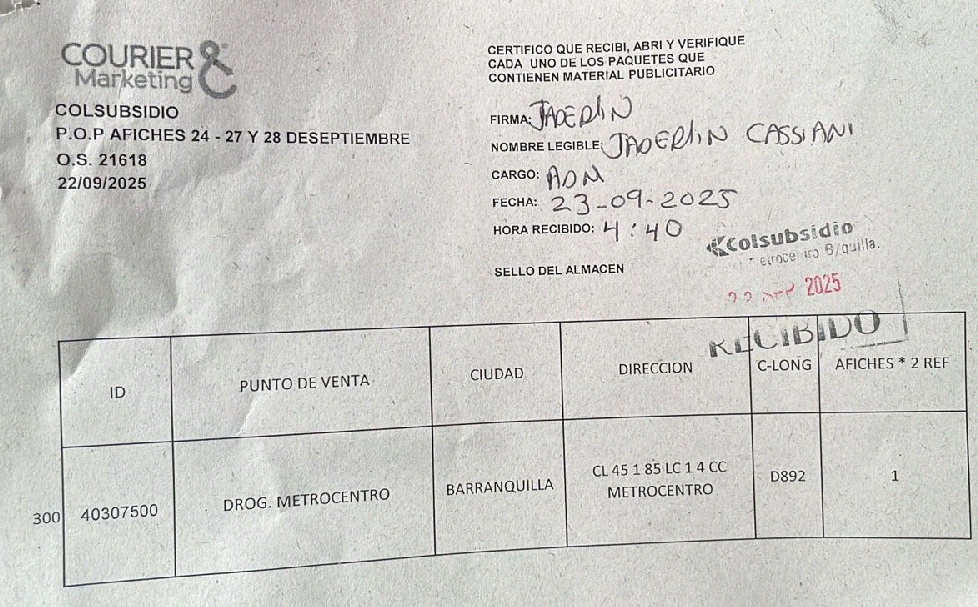 COURIER &
Marketing
COLSUBSIDIO
P.O.P AFICHES 24 - 27 Y 28 DESEPTIEMBRE
O.S. 21618
22/09/2025
CERTIFICO QUE RECIBI, ABRI Y VERIFIQUE
CADA UNO DE LOS PAQUETES QUE
CONTIENEN MATERIAL PUBLICITARIO
FIRMA: JADERLIN
NOMBRE LEGIBLE JADERLIN CASSIANI
CARGO: ADM
FECHA: 23-09-2025
HORA RECIBIDO: 4:40
SELLO DEL ALMACEN
Colsubsidio
B/quilla.
2025
RECIBIDO
ID PUNTO DE VENTA CIUDAD DIRECCION C-LONG AFICHES * 2 REF
300 40307500 DROG. METROCENTRO BARRANQUILLA CL 45 1 85 LC 1 4 CC METROCENTRO D892 1